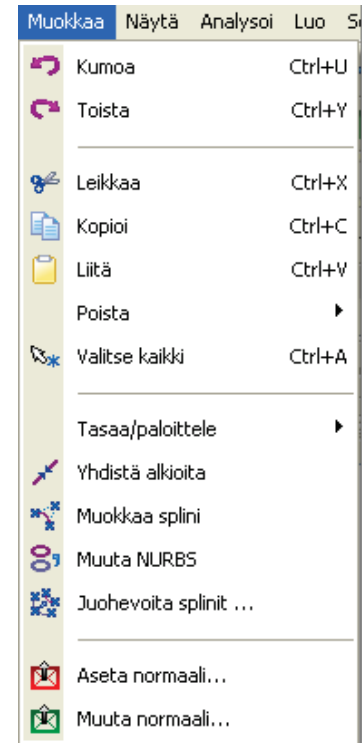 Muokkaa Näytä Analysoi Luo
Kumoa Ctrl+U
Toista Ctrl+Y
Leikkaa Ctrl+X
Kopioi Ctrl+C
Liitä Ctrl+V
Poista
Valitse kaikki Ctrl+A
Tasaa/paloittele
Yhdistä alkioita
Muokkaa splini
Muuta NURBS
Juohevoita splinit ...
Aseta normaali...
Muuta normaali...